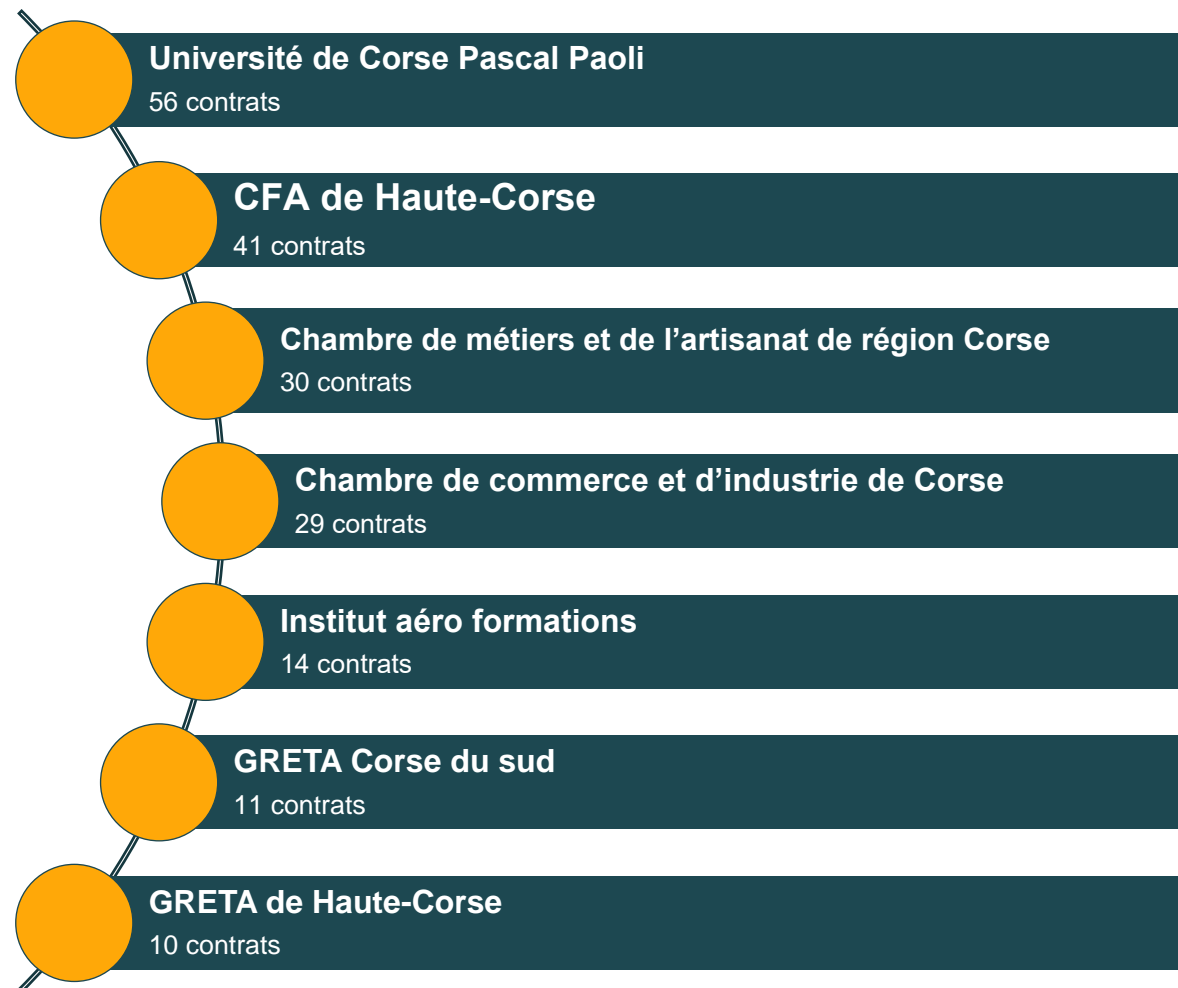 Université de Corse Pascal Paoli
56 contrats
CFA de Haute-Corse
41 contrats
Chambre de métiers et de l’artisanat de région Corse
30 contrats
Chambre de commerce et d’industrie de Corse
29 contrats
Institut aéro formations
14 contrats
GRETA Corse du sud
11 contrats
GRETA de Haute-Corse
10 contrats